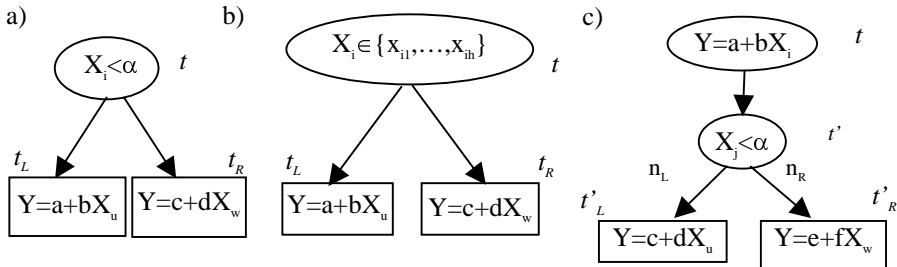 a)
X_i<α
t
t_L
t_R
Y=a+bX_u
Y=c+dX_w
b)
X_i∈{x_i1,…,x_ih}
t
t_L
t_R
Y=a+bX_u
Y=c+dX_w
c)
Y=a+bX_i
t
X_j<α
t’
n_L
n_R
t’_L
t’_R
Y=c+dX_u
Y=e+fX_w